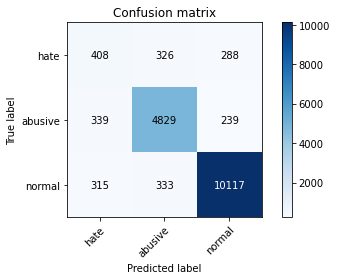 Confusion matrix
hate 408 326 288
abusive 339 4829 239
normal 315 333 10117
hate abusive normal
True label
Predicted label
10000
8000
6000
4000
2000